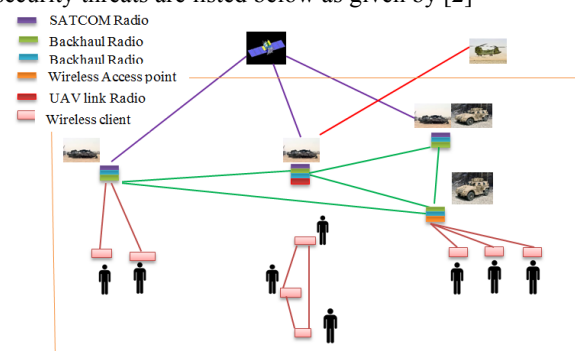 security threats are listed below as given by [2]
SATCOM Radio
Backhaul Radio
Backhaul Radio
Wireless Access point
UAV link Radio
Wireless client